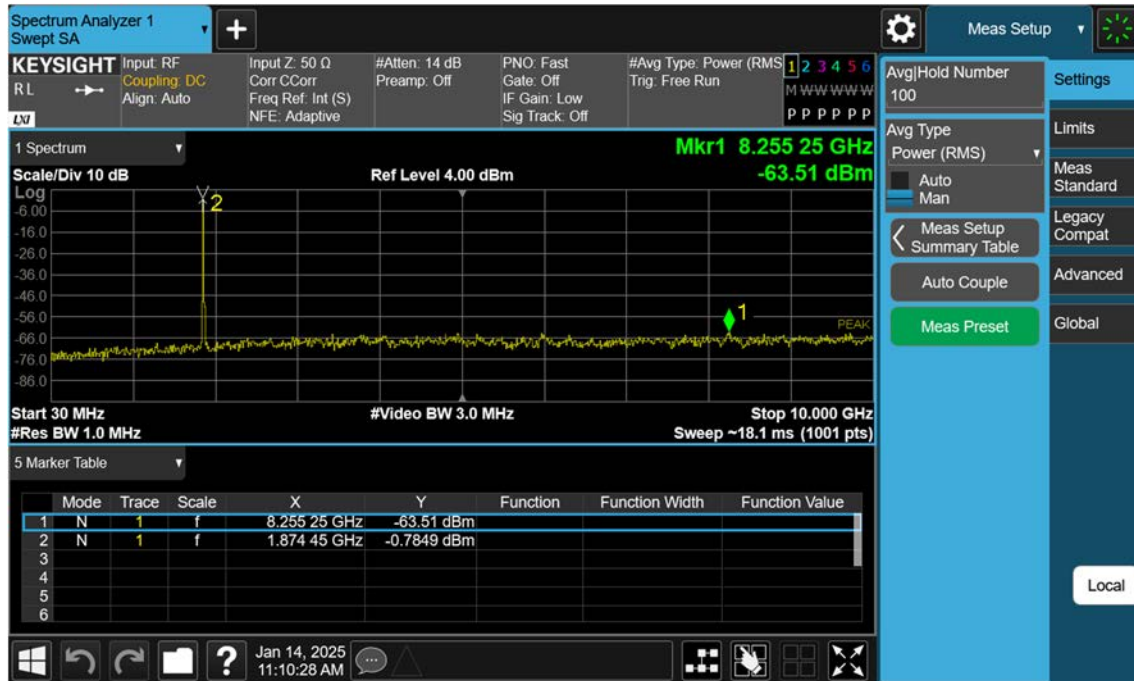 Spectrum Analyzer 1
Swept SA
+
Meas Setup
KEYSIGHT
RL
LXI
Input: RF
Coupling: DC
Align: Auto
Input Z: 50 Ω
Corr CCorr
Freq Ref: Int (S)
NFE: Adaptive
#Atten: 14 dB
Preamp: Off
PNO: Fast
Gate: Off
IF Gain: Low
Sig Track: Off
#Avg Type: Power (RMS
Trig: Free Run
1 2 3 4 5 6
M W W W W W
P P P P P P
1 Spectrum
Mkr1 8.255 25 GHz
-63.51 dBm
Scale/Div 10 dB
Ref Level 4.00 dBm
Log
-6.00
-16.0
-26.0
-36.0
-46.0
-56.0
-66.0
-76.0
-86.0
2
1
PEAK
Start 30 MHz
#Video BW 3.0 MHz
Stop 10.000 GHz
#Res BW 1.0 MHz
Sweep ~18.1 ms (1001 pts)
5 Marker Table
Mode Trace Scale X Y Function Function Width Function Value
1 N 1 f 8.255 25 GHz -63.51 dBm
2 N 1 f 1.874 45 GHz -0.7849 dBm
3
4
5
6
Avg|Hold Number
100
Avg Type
Power (RMS)
Auto
Man
Meas Setup
Summary Table
Auto Couple
Meas Preset
Settings
Limits
Meas
Standard
Legacy
Compat
Advanced
Global
Local
?
Jan 14, 2025
11:10:28 AM